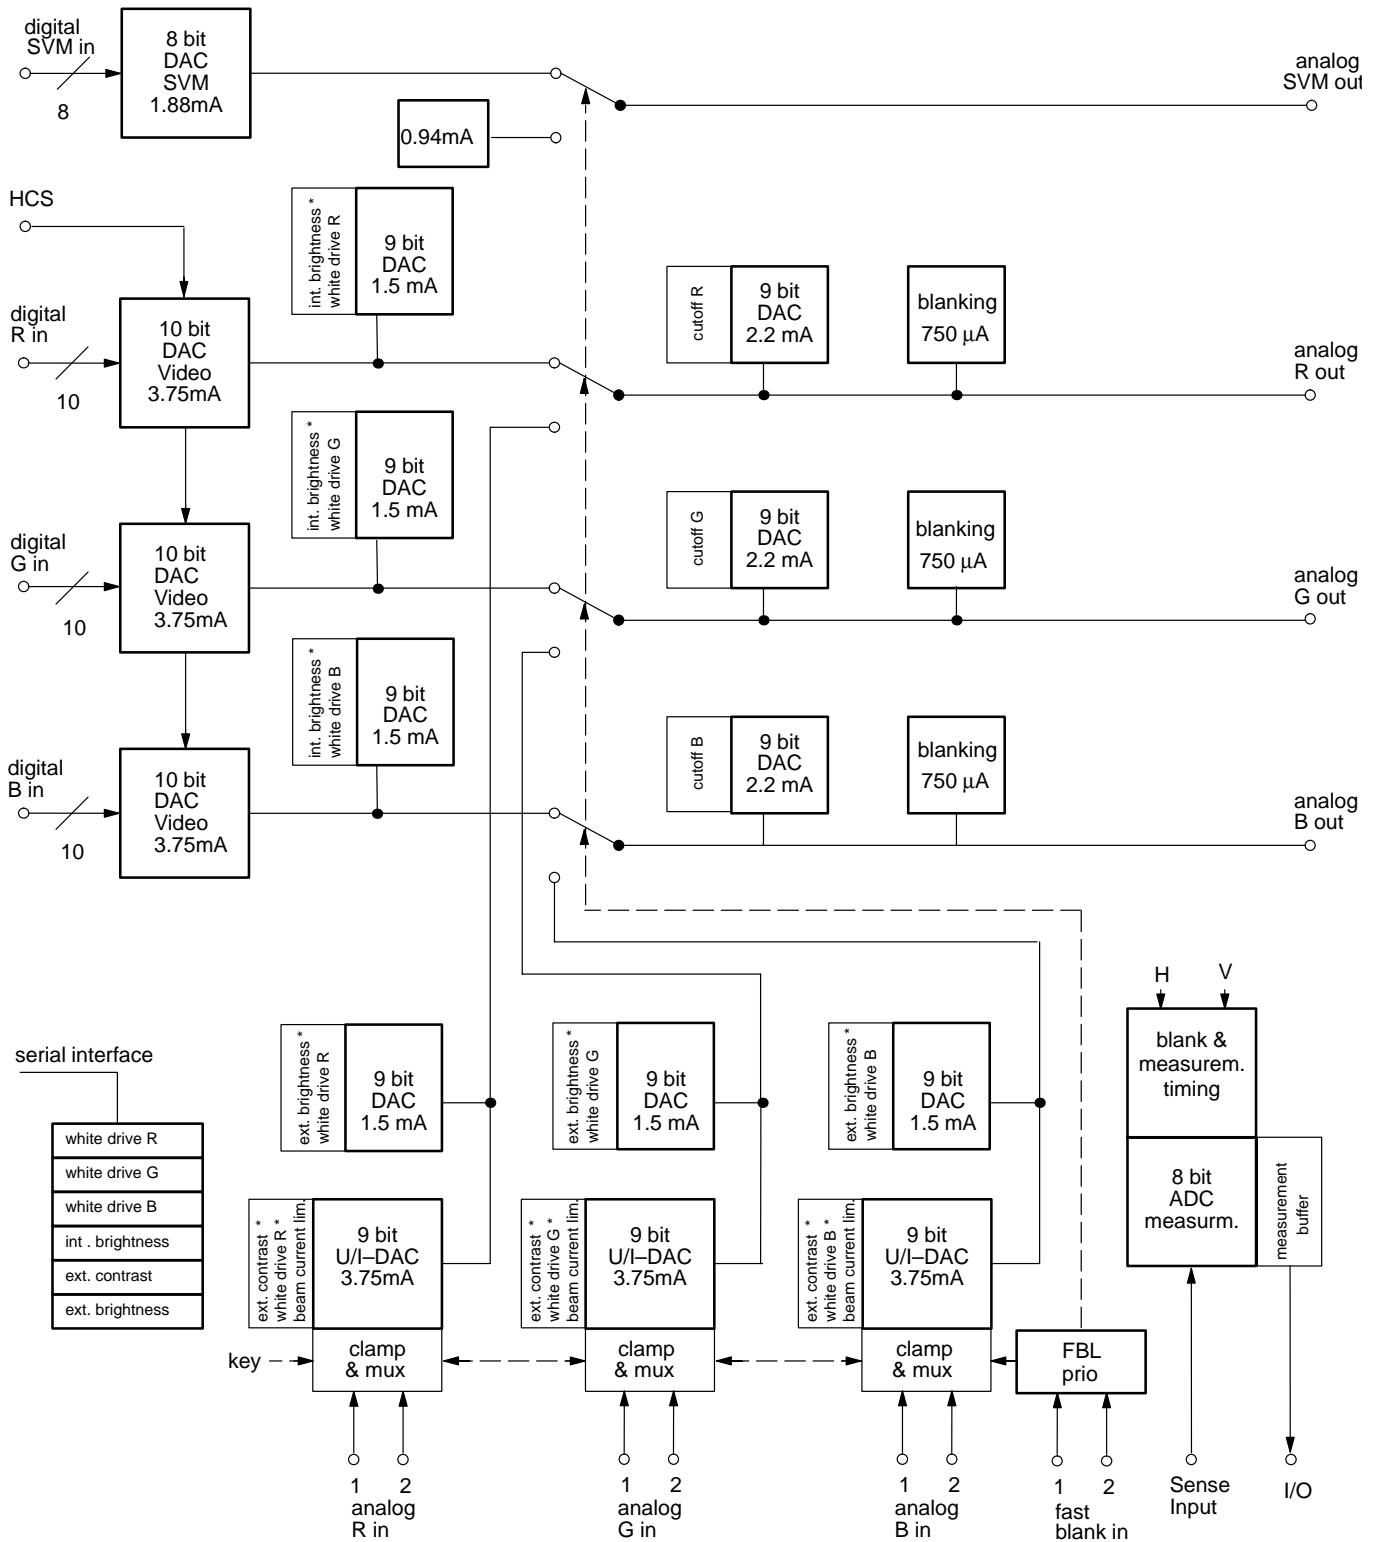 digital
SVM in
8
8 bit
DAC
SVM
1.88mA
0.94mA
analog
SVM out
HCS
int. brightness *
white drive R
9 bit
DAC
1.5 mA
digital
R in
10
10 bit
DAC
Video
3.75mA
cutoff R
9 bit
DAC
2.2 mA
blanking
750 µA
analog
R out
int. brightness *
white drive G
9 bit
DAC
1.5 mA
digital
G in
10
10 bit
DAC
Video
3.75mA
cutoff G
9 bit
DAC
2.2 mA
blanking
750 µA
analog
G out
int. brightness *
white drive B
9 bit
DAC
1.5 mA
digital
B in
10
10 bit
DAC
Video
3.75mA
cutoff B
9 bit
DAC
2.2 mA
blanking
750 µA
analog
B out
H
V
blank &
measurem.
timing
8 bit
ADC
measurm.
measurement
buffer
serial interface
white drive R
white drive G
white drive B
int . brightness
ext. contrast
ext. brightness
ext. brightness *
white drive R
9 bit
DAC
1.5 mA
ext. brightness *
white drive G
9 bit
DAC
1.5 mA
ext. brightness *
white drive B
9 bit
DAC
1.5 mA
ext. contrast *
white drive R *
beam current lim.
9 bit
U/I–DAC
3.75mA
ext. contrast *
white drive G *
beam current lim.
9 bit
U/I–DAC
3.75mA
ext. contrast *
white drive B *
beam current lim.
9 bit
U/I–DAC
3.75mA
key
clamp
& mux
clamp
& mux
clamp
& mux
FBL
prio
1 2
analog
R in
1 2
analog
G in
1 2
analog
B in
1 2
fast
blank in
Sense
Input
I/O